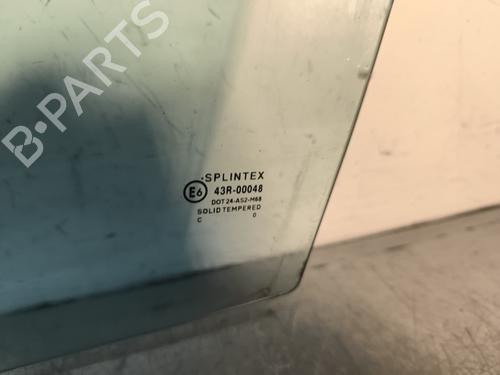 B-PARTS
SPLINTEX
E6 43R-00048
DOT 24-AS2-M68
SOLID TEMPERED
C 0